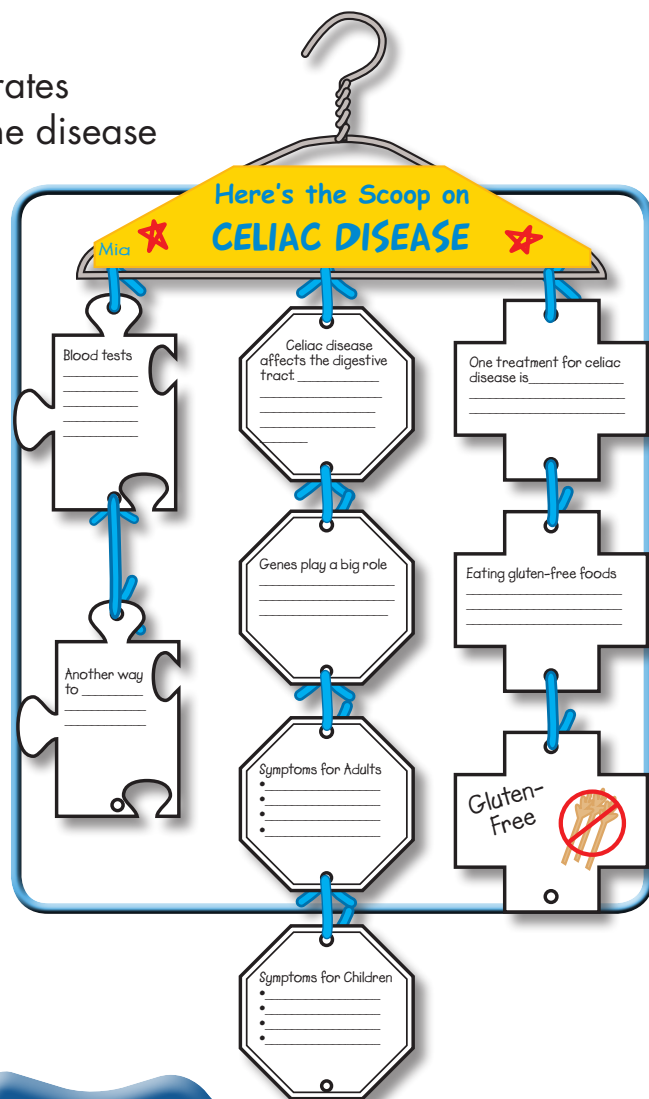 rates
ne disease
Here's the Scoop on
CELIAC DISEASE
Mia
Blood tests
Another way
to
Celiac disease
affects the digestive
tract.
Genes play a big role
Symptoms for Adults
Symptoms for Children
One treatment for celiac
disease is
Eating gluten-free foods
Gluten-
Free